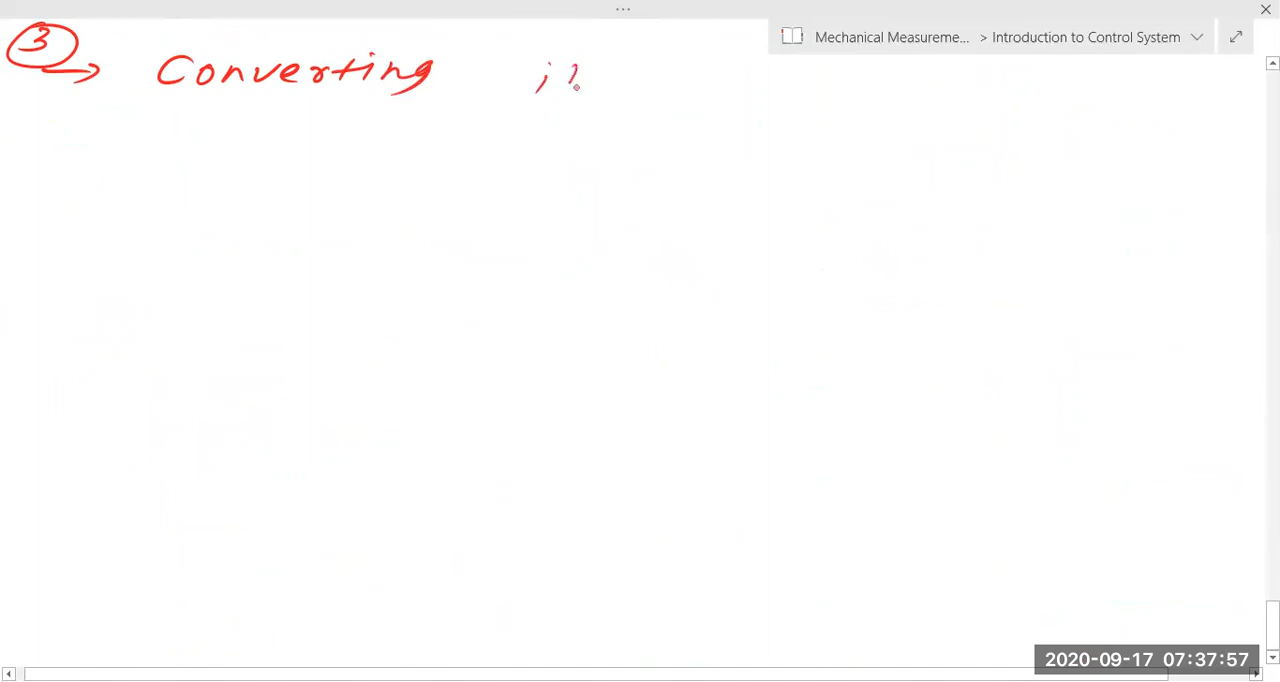 ...
Mechanical Measureme... > Introduction to Control System
3
Converting
2020-09-17 07:37:57